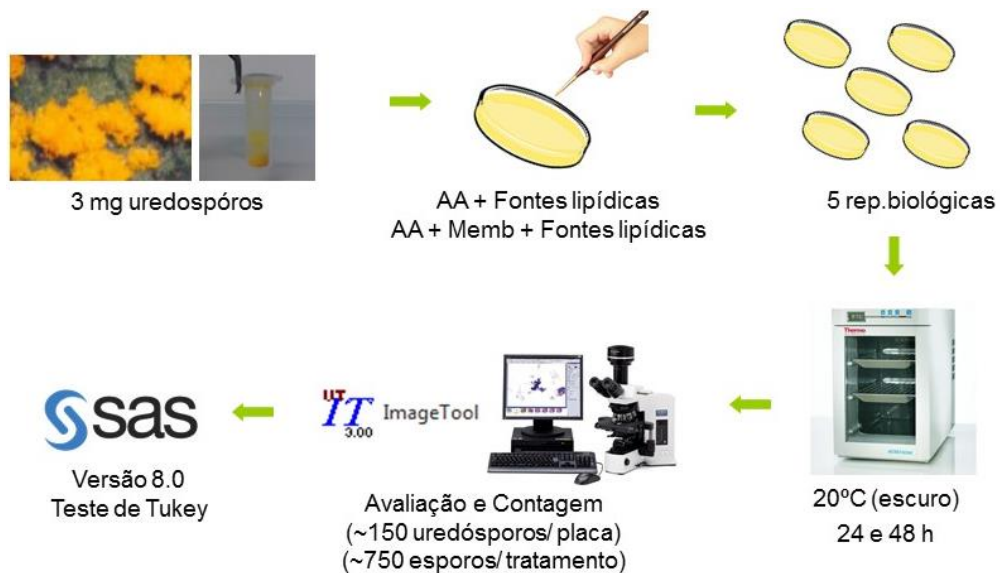 3 mg uredospóros
AA + Fontes lipídicas
AA + Memb + Fontes lipídicas
5 rep.biológicas
Thermo
20ºC (escuro)
24 e 48 h
UT
IT
3.00
ImageTool
Avaliação e Contagem
(~150 uredósporos/ placa)
(~750 esporos/ tratamento)
sas
Versão 8.0
Teste de Tukey